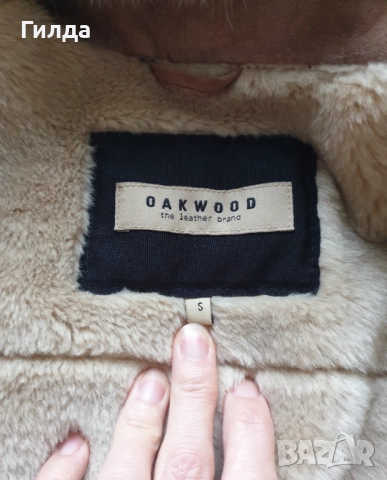 Гилда
OAKWOOD
the leather brand
S
BAZAR